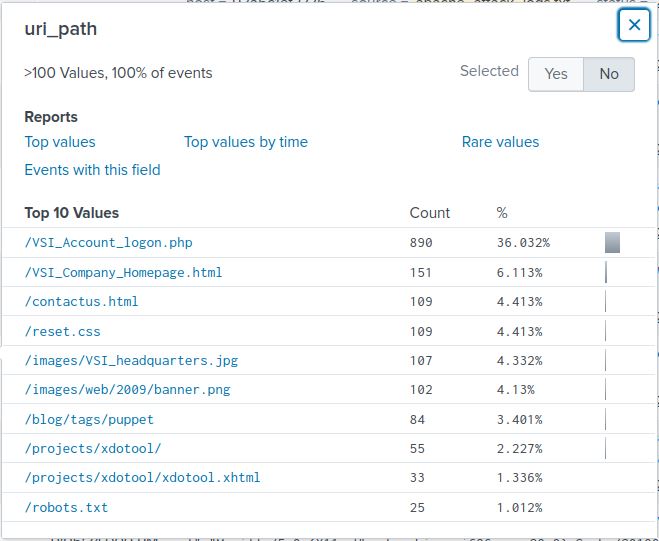 uri_path
>100 Values, 100% of events
Selected Yes No
Reports
Top values Top values by time Rare values
Events with this field
Top 10 Values Count %
/VSI_Account_logon.php 890 36.032%
/VSI_Company_Homepage.html 151 6.113%
/contactus.html 109 4.413%
/reset.css 109 4.413%
/images/VSI_headquarters.jpg 107 4.332%
/images/web/2009/banner.png 102 4.13%
/blog/tags/puppet 84 3.401%
/projects/xdotool/ 55 2.227%
/projects/xdotool/xdotool.xhtml 33 1.336%
/robots.txt 25 1.012%